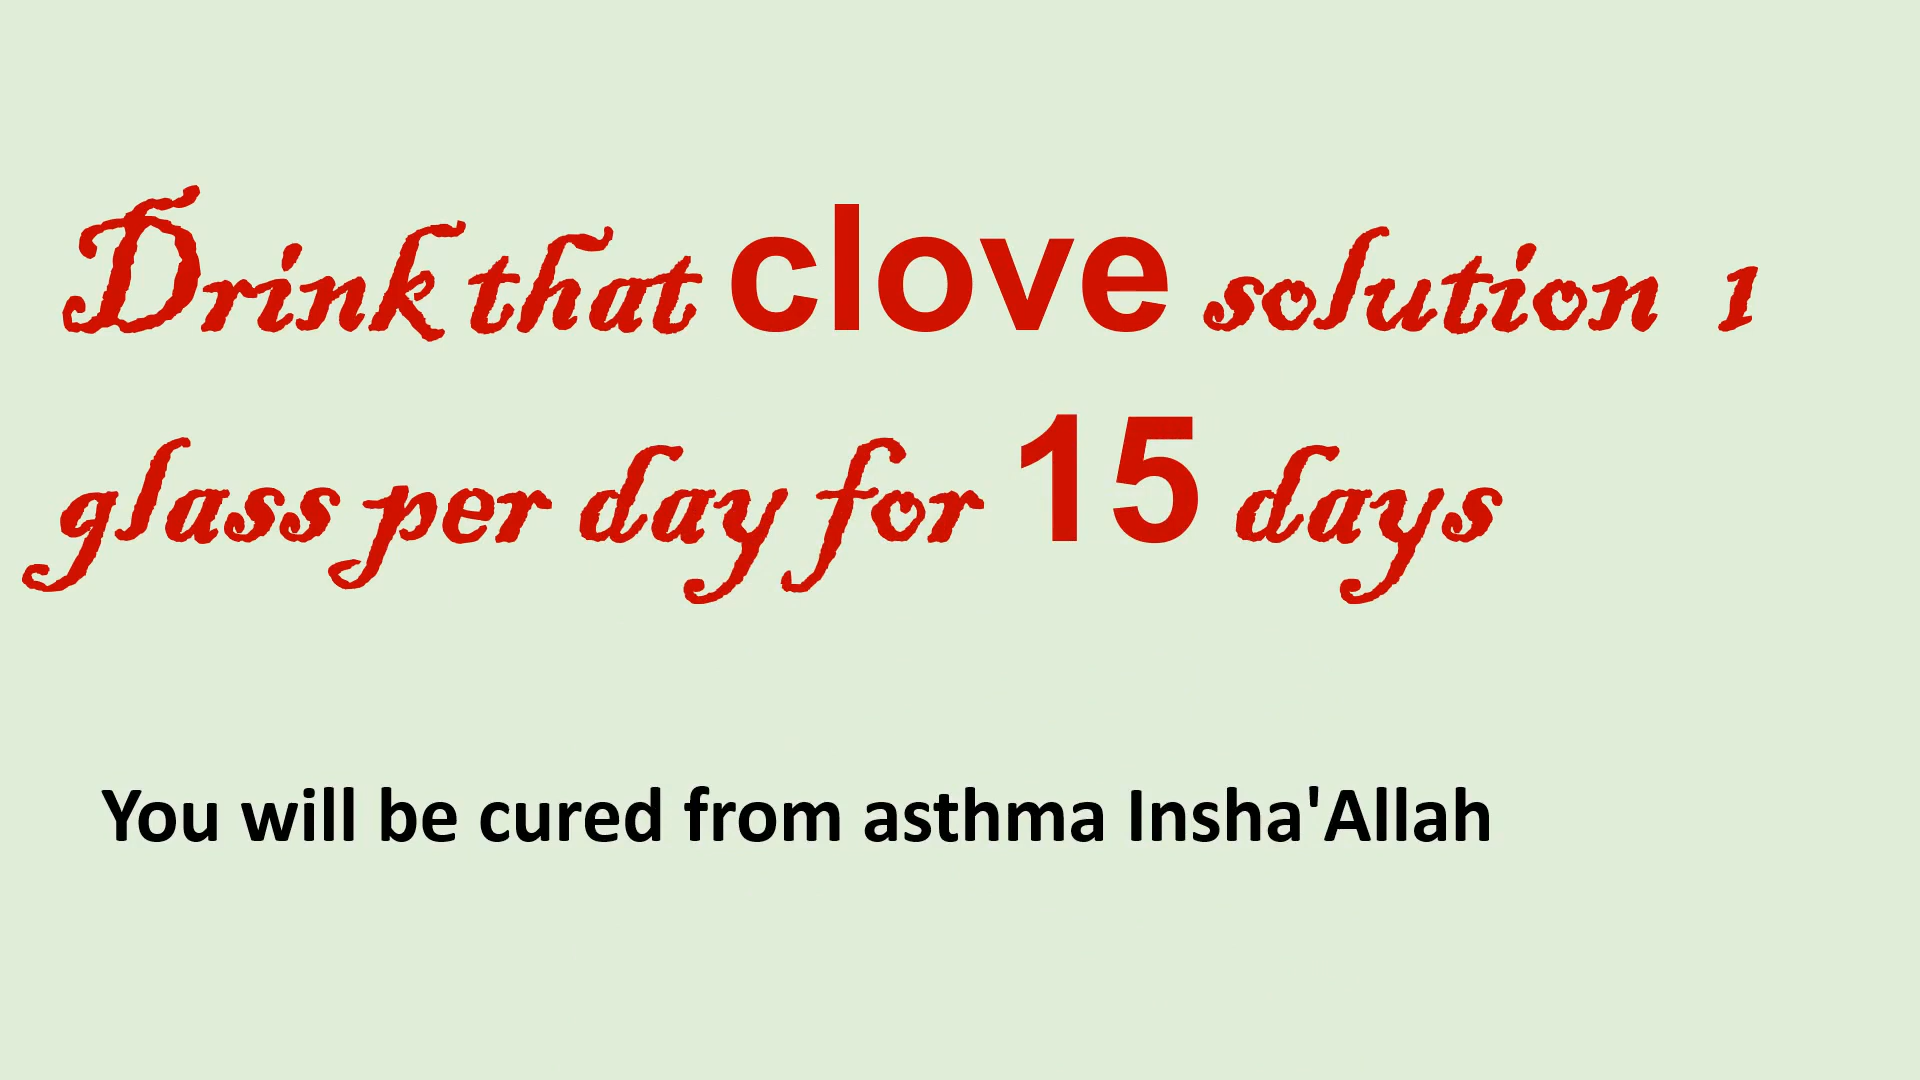 Drink that clove solution 1
glass per day for 15 days
You will be cured from asthma Insha'Allah